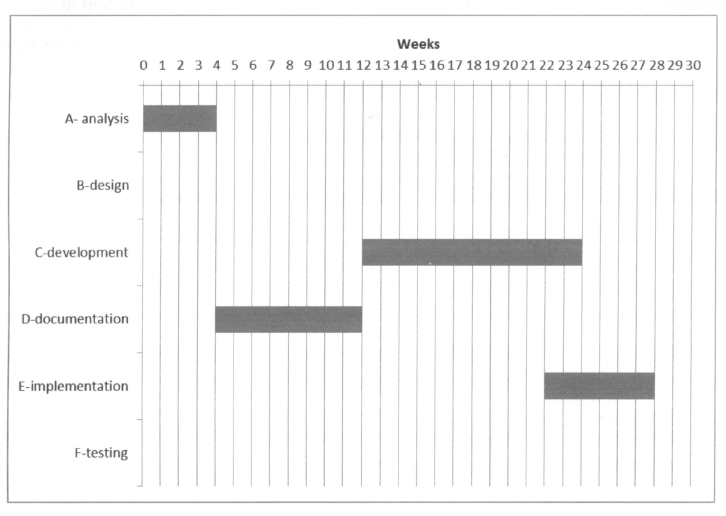 Weeks
0 1 2 3 4 5 6 7 8 9 10 11 12 13 14 15 16 17 18 19 20 21 22 23 24 25 26 27 28 29 30
A- analysis
B-design
C-development
D-documentation
E-implementation
F-testing